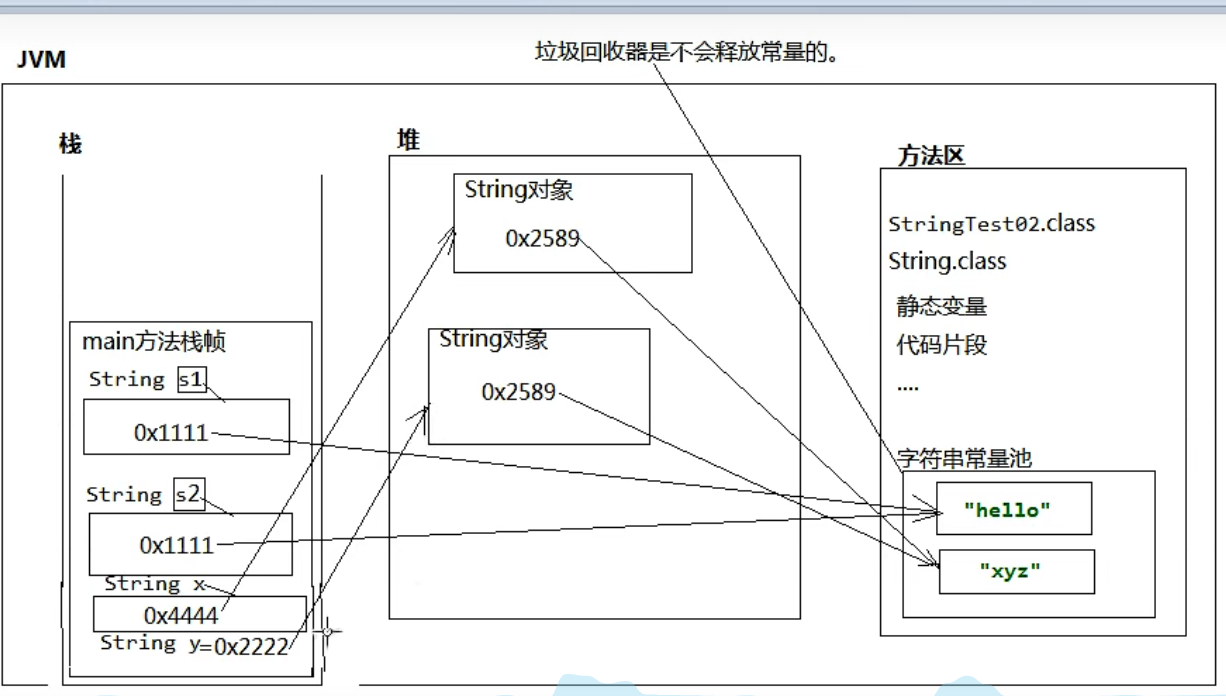 JVM
垃圾回收器是不会释放常量的。
栈
main方法栈帧
String s1
0x1111
String s2
0x1111
String x
0x4444
String y=0x2222
堆
String对象
0x2589
String对象
0x2589
方法区
StringTest02.class
String.class
静态变量
代码片段
....
字符串常量池
"hello"
"xyz"